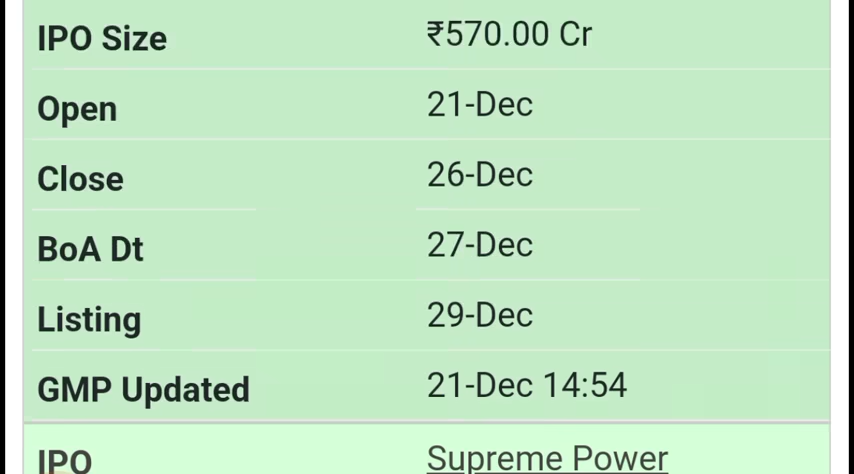 IPO Size ₹570.00 Cr
Open 21-Dec
Close 26-Dec
BoA Dt 27-Dec
Listing 29-Dec
GMP Updated 21-Dec 14:54
IPO Supreme Power